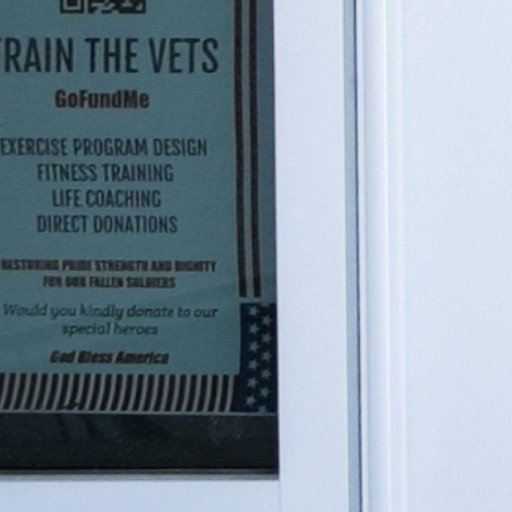 TRAIN THE VETS
GoFundMe
EXERCISE PROGRAM DESIGN
FITNESS TRAINING
LIFE COACHING
DIRECT DONATIONS
RESTORING PRIDE STRENGTH AND DIGNITY
FOR OUR FALLEN SOLDIERS
Would you kindly donate to our
special heroes
God Bless America